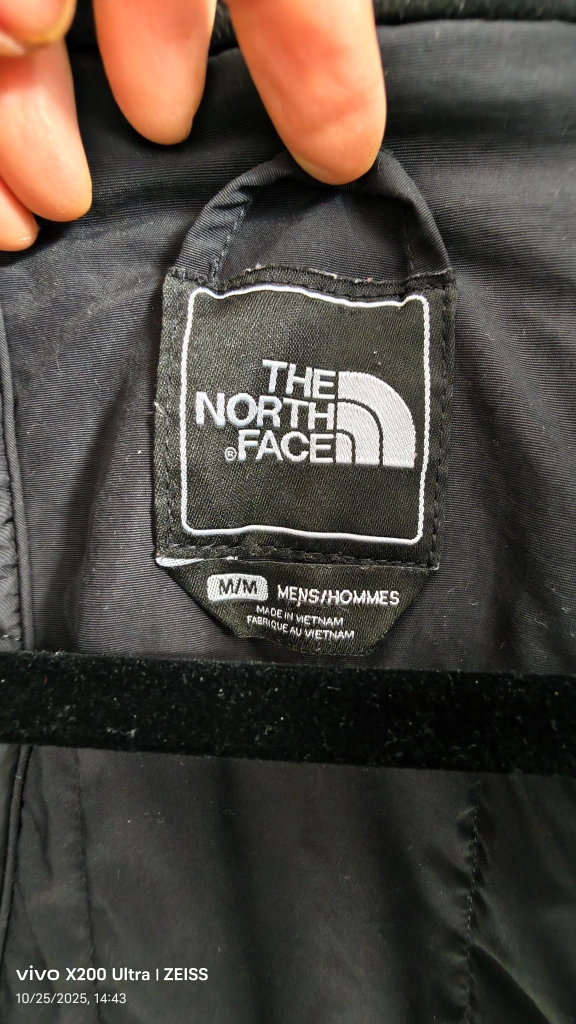 THE
NORTH
®FACE
M/M MENS/HOMMES
MADE IN VIETNAM
FABRIQUE AU VIETNAM
vivo X200 Ultra | ZEISS
10/25/2025, 14:43